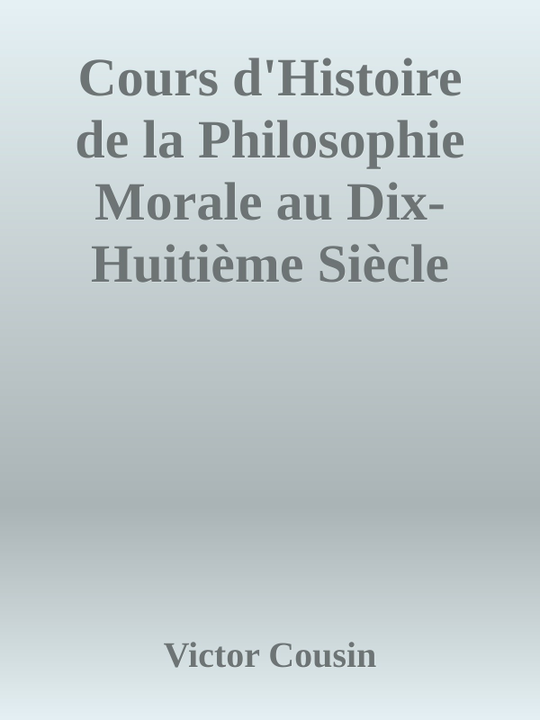 Cours d'Histoire
de la Philosophie
Morale au Dix-
Huitième Siècle
Victor Cousin